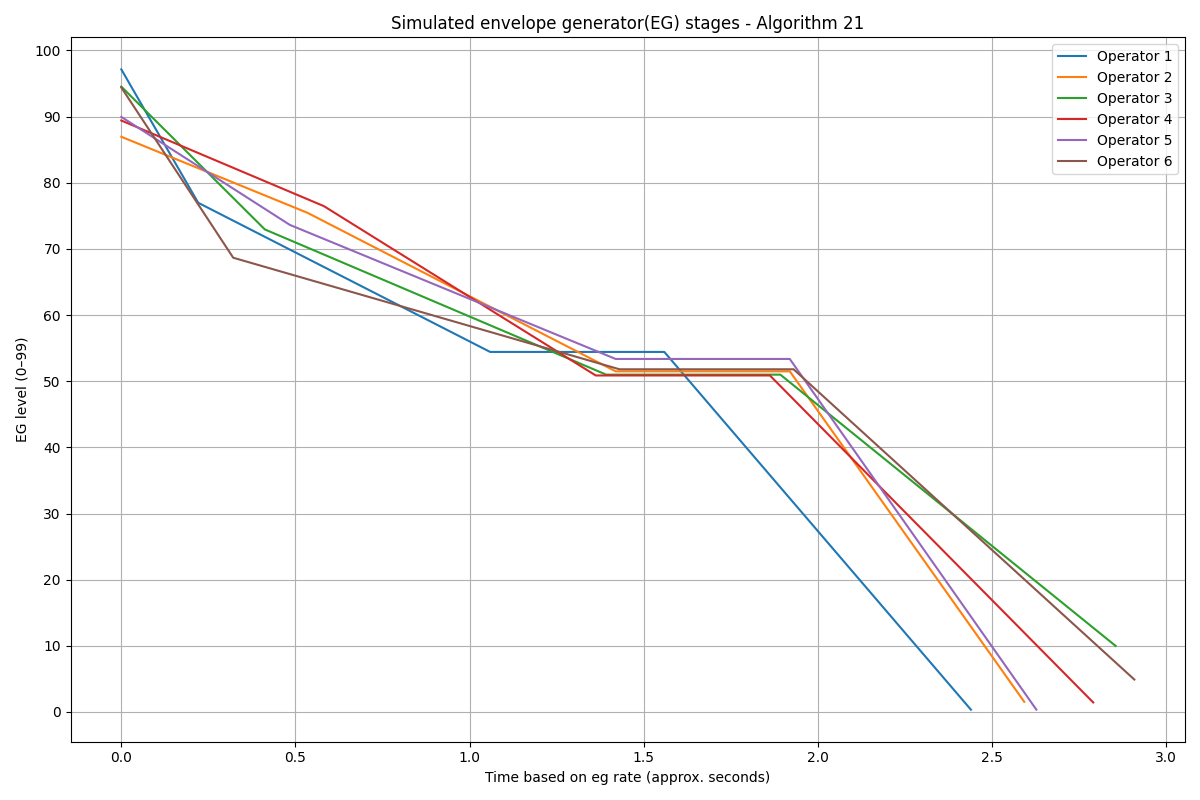 Simulated envelope generator(EG) stages - Algorithm 21
Operator 1
Operator 2
Operator 3
Operator 4
Operator 5
Operator 6
EG level (0–99)
100
90
80
70
60
50
40
30
20
10
0
0.0 0.5 1.0 1.5 2.0 2.5 3.0
Time based on eg rate (approx. seconds)